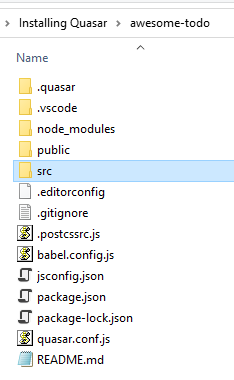 Installing Quasar > awesome-todo
Name
.quasar
.vscode
node_modules
public
src
.editorconfig
.gitignore
.postcssrc.js
babel.config.js
jsconfig.json
package.json
package-lock.json
quasar.conf.js
README.md